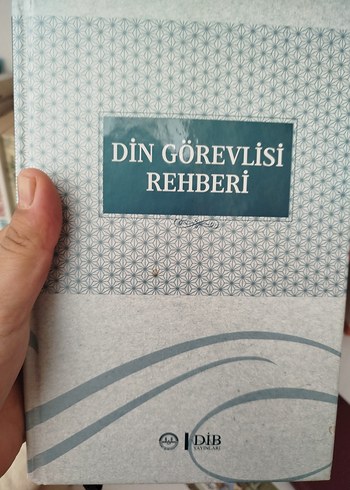 DİN GÖREVLİSİ
REHBERİ
DİB
YAYINLARI